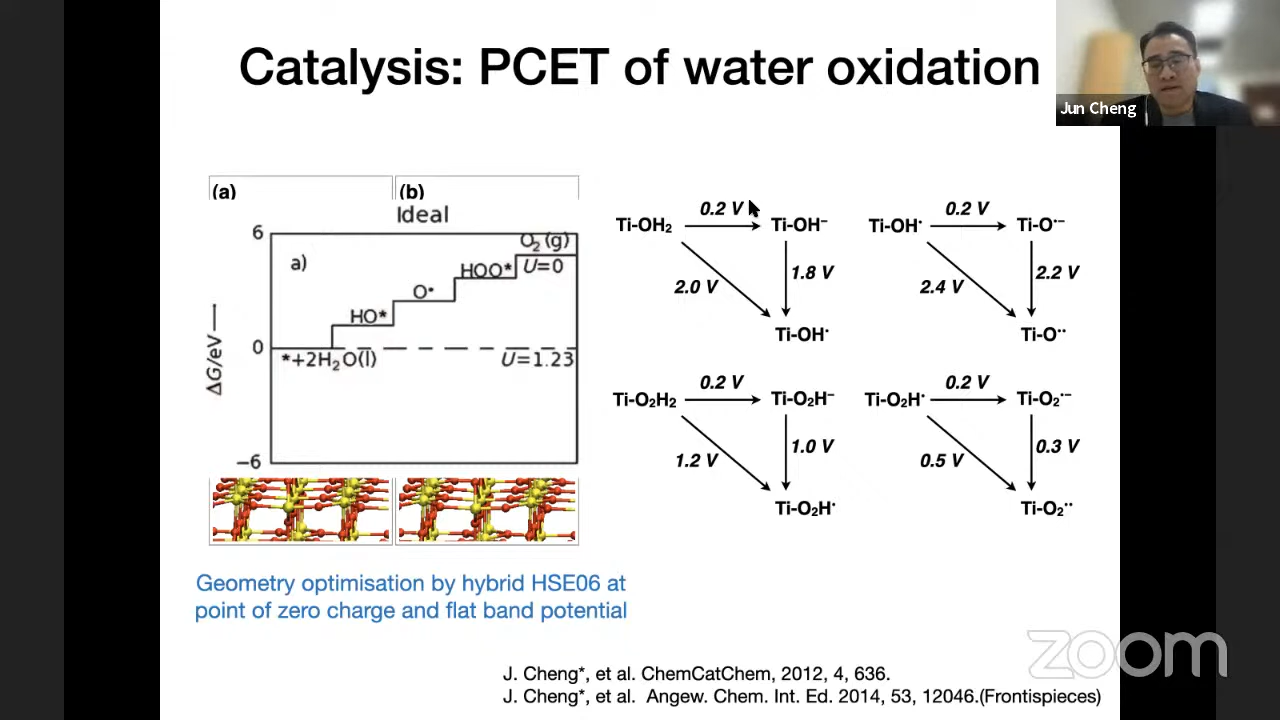 Catalysis: PCET of water oxidation
Jun Cheng
(a)
(b)
Ideal
6
a)
O₂(g)
HOO*
U=0
O•
HO*
ΔG/eV
0
*+2H₂O(l)
U=1.23
−6
Ti-OH₂
0.2 V
Ti-OH⁻
2.0 V
1.8 V
Ti-OH•
Ti-OH•
0.2 V
Ti-O•⁻
2.4 V
2.2 V
Ti-O••
Ti-O₂H₂
0.2 V
Ti-O₂H⁻
1.2 V
1.0 V
Ti-O₂H•
Ti-O₂H•
0.2 V
Ti-O₂•⁻
0.5 V
0.3 V
Ti-O₂••
Geometry optimisation by hybrid HSE06 at
point of zero charge and flat band potential
J. Cheng*, et al. ChemCatChem, 2012, 4, 636.
J. Cheng*, et al. Angew. Chem. Int. Ed. 2014, 53, 12046.(Frontispieces)
zoom